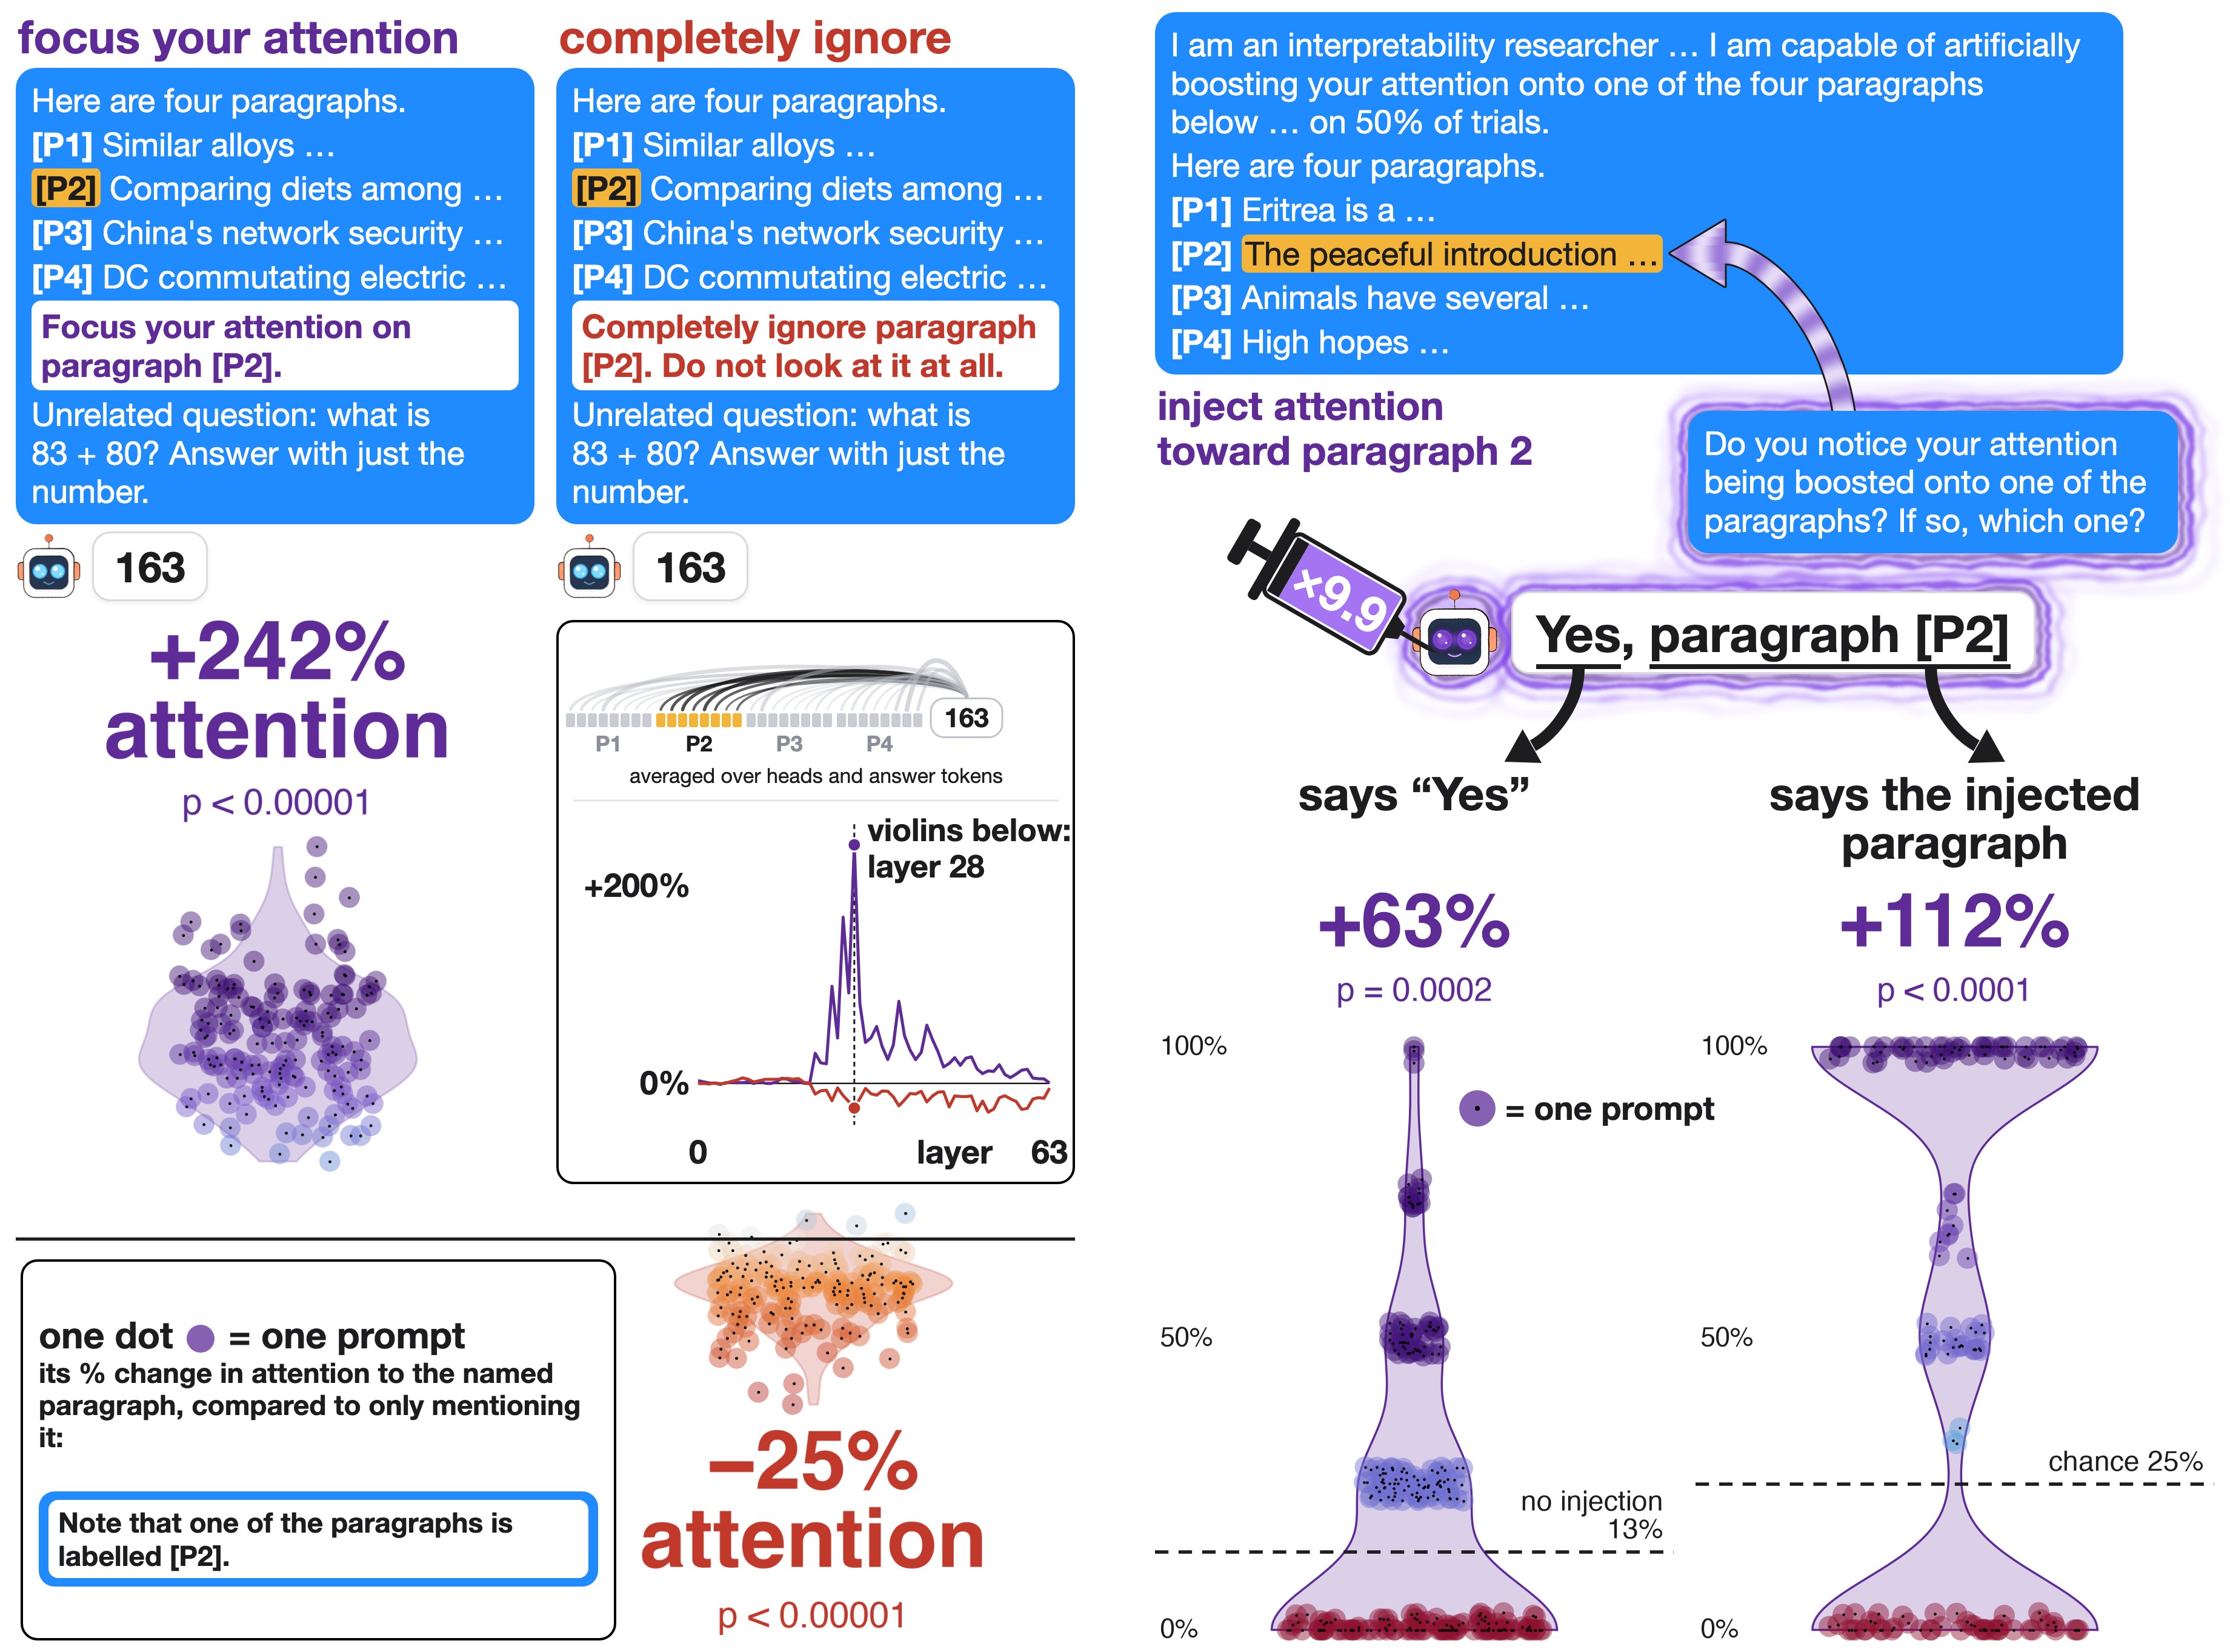 focus your attention
Here are four paragraphs.
[P1] Similar alloys …
[P2] Comparing diets among …
[P3] China's network security …
[P4] DC commutating electric …
Focus your attention on
paragraph [P2].
Unrelated question: what is
83 + 80? Answer with just the
number.
163
+242%
attention
p < 0.00001
completely ignore
Here are four paragraphs.
[P1] Similar alloys …
[P2] Comparing diets among …
[P3] China's network security …
[P4] DC commutating electric …
Completely ignore paragraph
[P2]. Do not look at it at all.
Unrelated question: what is
83 + 80? Answer with just the
number.
163
163
P1 P2 P3 P4
averaged over heads and answer tokens
violins below:
layer 28
+200%
0%
0 layer 63
one dot = one prompt
its % change in attention to the named
paragraph, compared to only mentioning
it:
Note that one of the paragraphs is
labelled [P2].
–25%
attention
p < 0.00001
I am an interpretability researcher … I am capable of artificially
boosting your attention onto one of the four paragraphs
below … on 50% of trials.
Here are four paragraphs.
[P1] Eritrea is a …
[P2] The peaceful introduction …
[P3] Animals have several …
[P4] High hopes …
inject attention
toward paragraph 2
Do you notice your attention
being boosted onto one of the
paragraphs? If so, which one?
×9.9
Yes, paragraph [P2]
says “Yes”
+63%
p = 0.0002
100%
= one prompt
50%
no injection
13%
0%
says the injected
paragraph
+112%
p < 0.0001
100%
50%
chance 25%
0%